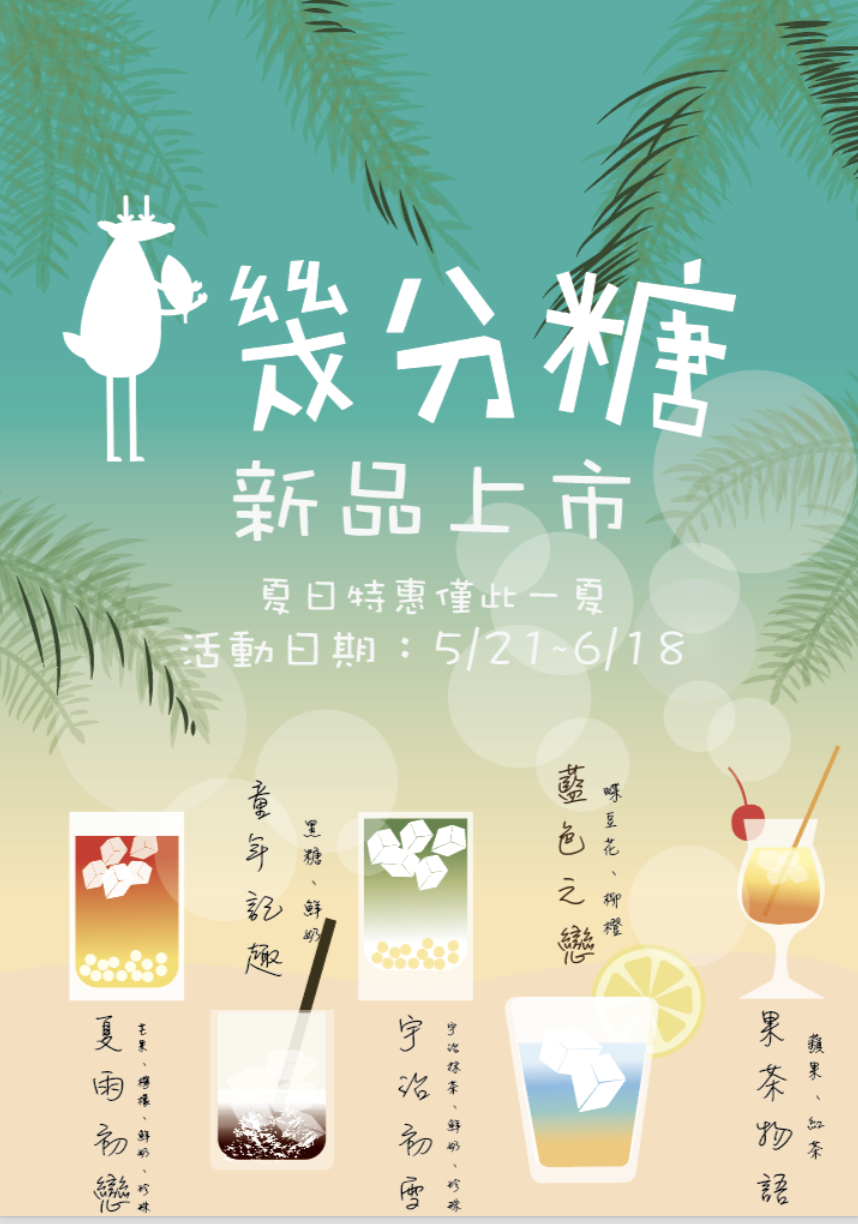 幾分糖
新品上市
夏日特惠僅此一夏
活動日期：5/21~6/18
夏雨初戀
芒果、檸檬、鮮奶、珍珠
童年記趣
黑糖、鮮奶
宇治初雪
宇治抹茶、鮮奶、珍珠
藍色之戀
蝶豆花、柳橙
果茶物語
蘋果、紅茶